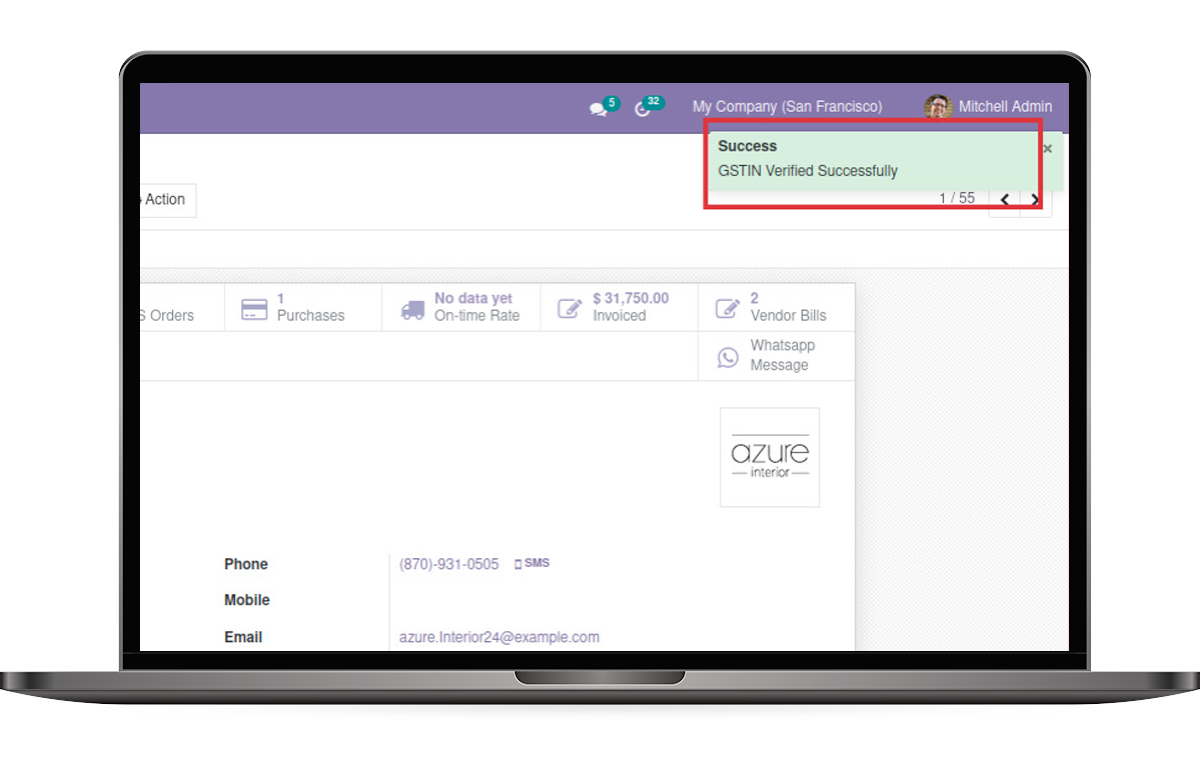 5
32
My Company (San Francisco)
Mitchell Admin
Success
×
GSTIN Verified Successfully
Action
1 / 55
S Orders
1
Purchases
No data yet
On-time Rate
$ 31,750.00
Invoiced
2
Vendor Bills
Whatsapp
Message
azure
interior
Phone
(870)-931-0505
SMS
Mobile
Email
azure.Interior24@example.com